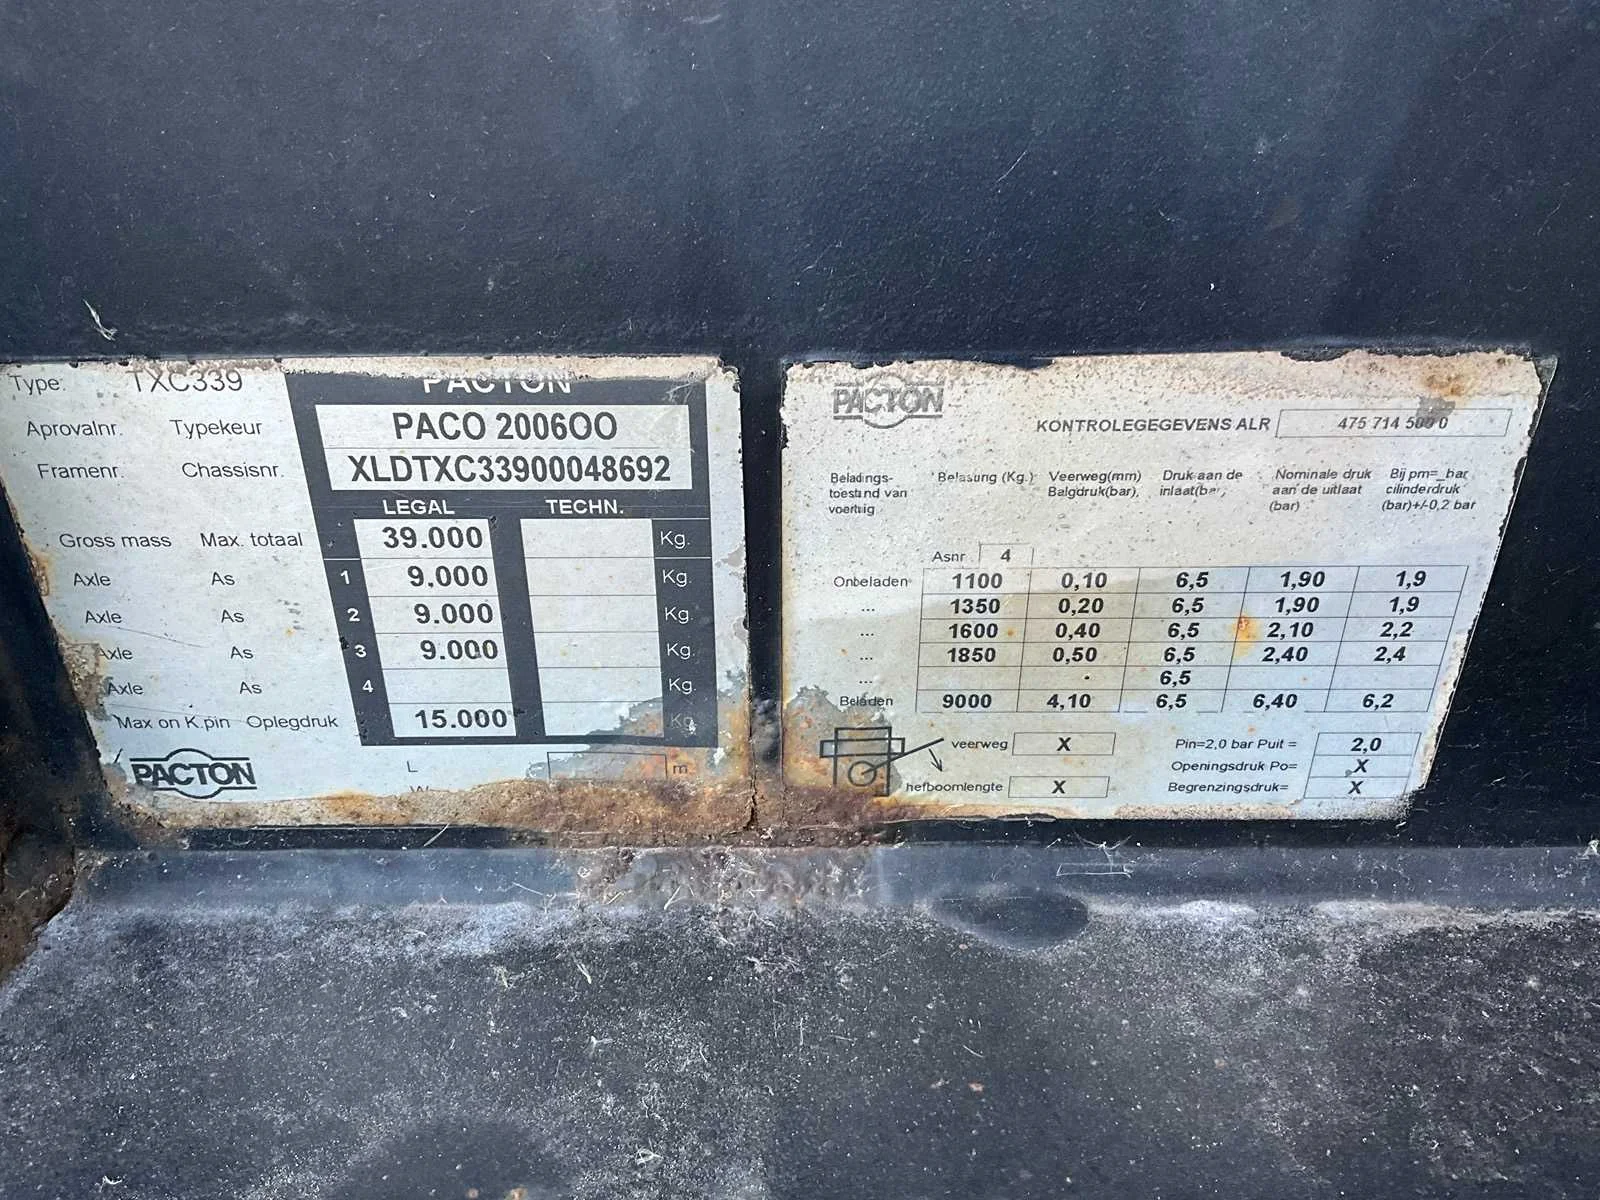 Type: TXC339 PACTON
Aprovalnr. Typekeur PACO 2006OO
Framenr. Chassisnr. XLDTXC33900048692
LEGAL TECHN.
Gross mass Max. totaal 39.000 Kg.
Axle As 1 9.000 Kg.
Axle As 2 9.000 Kg.
Axle As 3 9.000 Kg.
Axle As 4 Kg.
Max on K.pin Oplegdruk 15.000 Kg
PACTON L m
W
PACTON
KONTROLEGEGEVENS ALR 475 714 500 0
Beladings- Belasting (Kg.) Veerweg(mm) Druk aan de Nominale druk Bij pm=_bar
toestand van Balgdruk(bar), inlaat(bar) aan de uitlaat cilinderdruk
voertuig (bar) (bar)+/-0,2 bar
Asnr 4
Onbeladen 1100 0,10 6,5 1,90 1,9
... 1350 0,20 6,5 1,90 1,9
... 1600 0,40 6,5 2,10 2,2
... 1850 0,50 6,5 2,40 2,4
... 6,5
Beladen 9000 4,10 6,5 6,40 6,2
veerweg X Pin=2,0 bar Puit = 2,0
Openingsdruk Po= X
hefboomlengte X Begrenzingsdruk= X